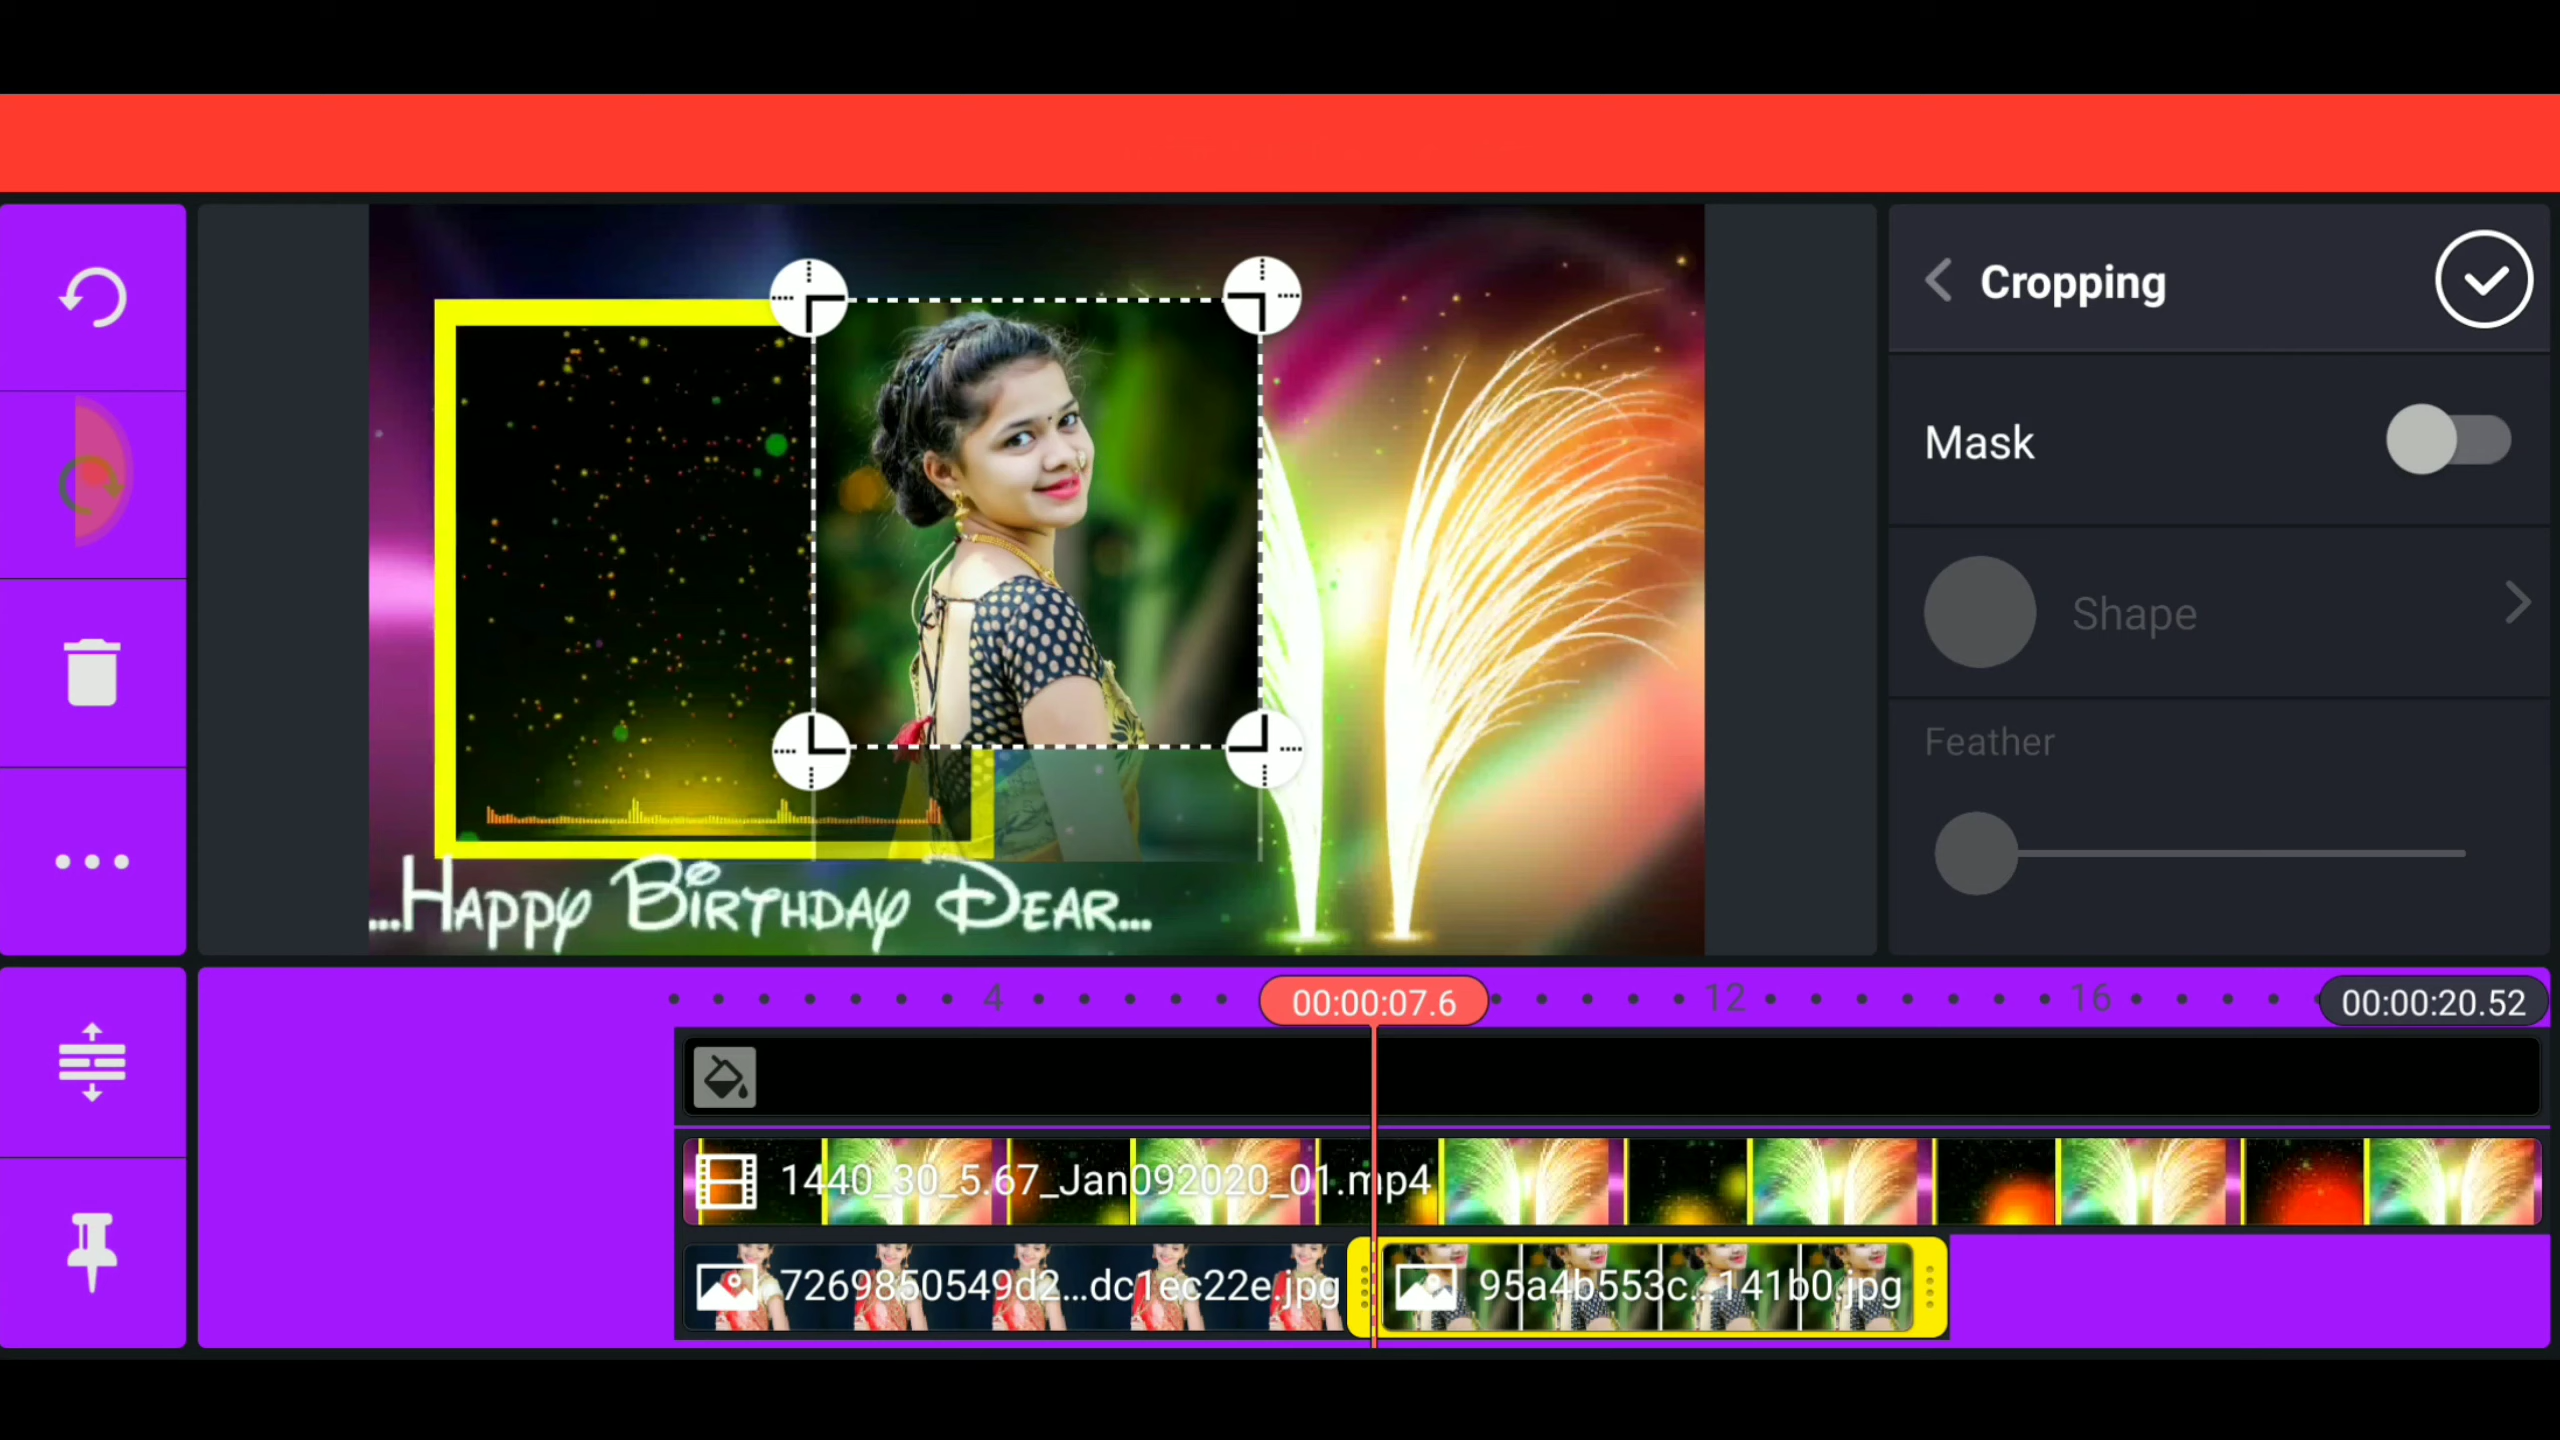 Cropping
Mask
Shape
Feather
...Happy Birthday Dear...
4
00:00:07.6
12
16
00:00:20.52
1440_30_5.67_Jan092020_01.mp4
7269850549d2...dc1ec22e.jpg
95a4b553c...141b0.jpg